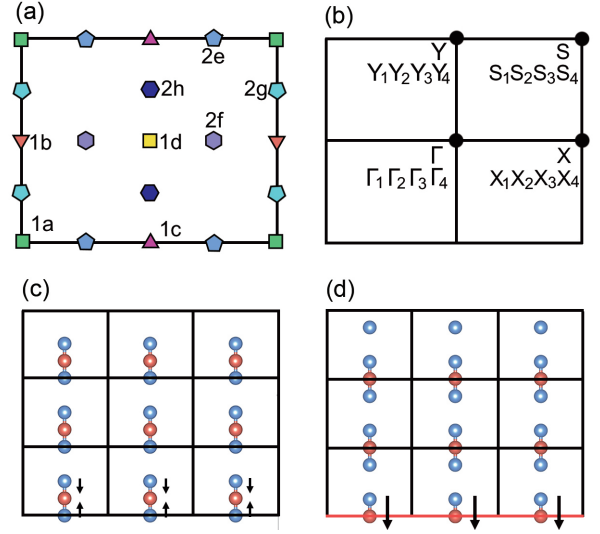 (a)
2e
2h
2g
2f
1b
1d
1a
1c
(b)
Y
S
Y₁Y₂Y₃Y₄
S₁S₂S₃S₄
Γ
X
Γ₁Γ₂Γ₃Γ₄
X₁X₂X₃X₄
(c)
(d)